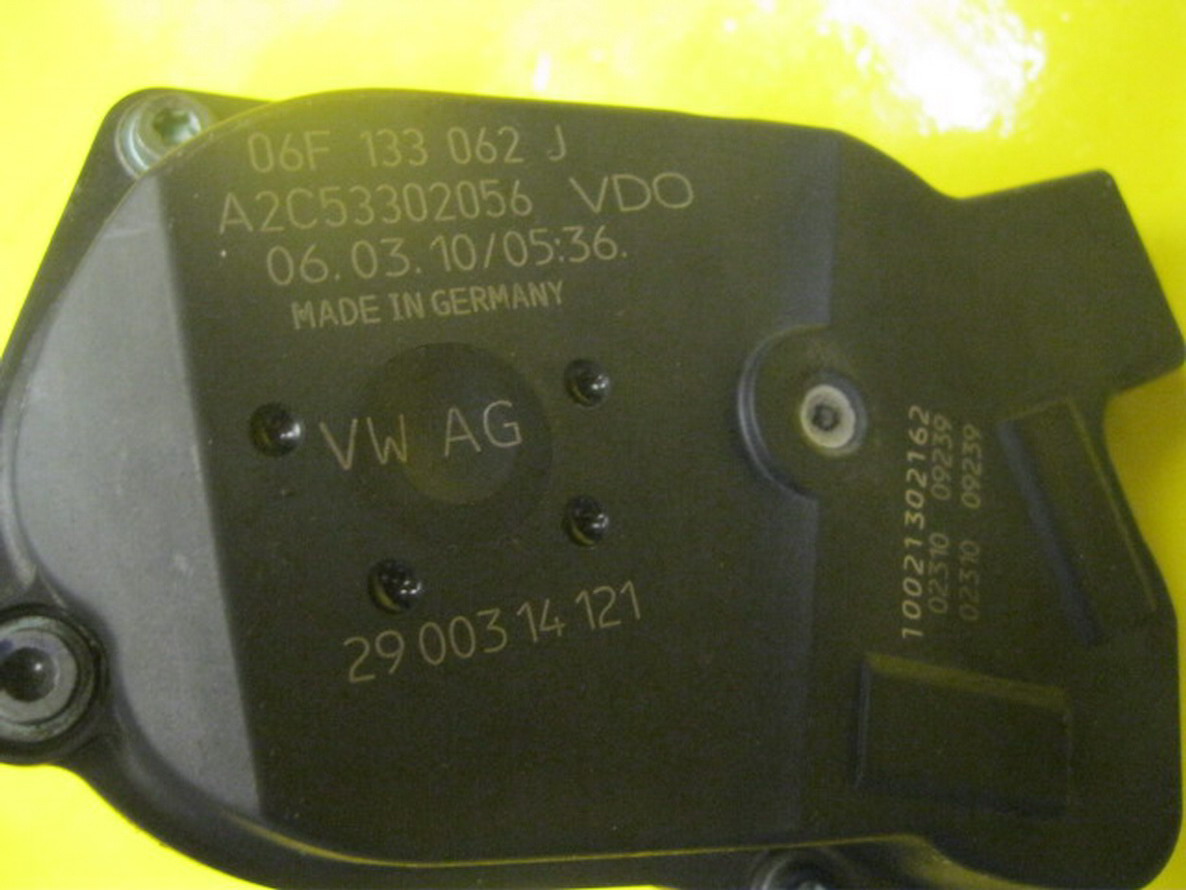 06F 133 062 J
A2C53302056 VDO
06.03.10/05:36.
MADE IN GERMANY
VW AG
29 003 14 121
10021302162
02310 09239
02310 09239